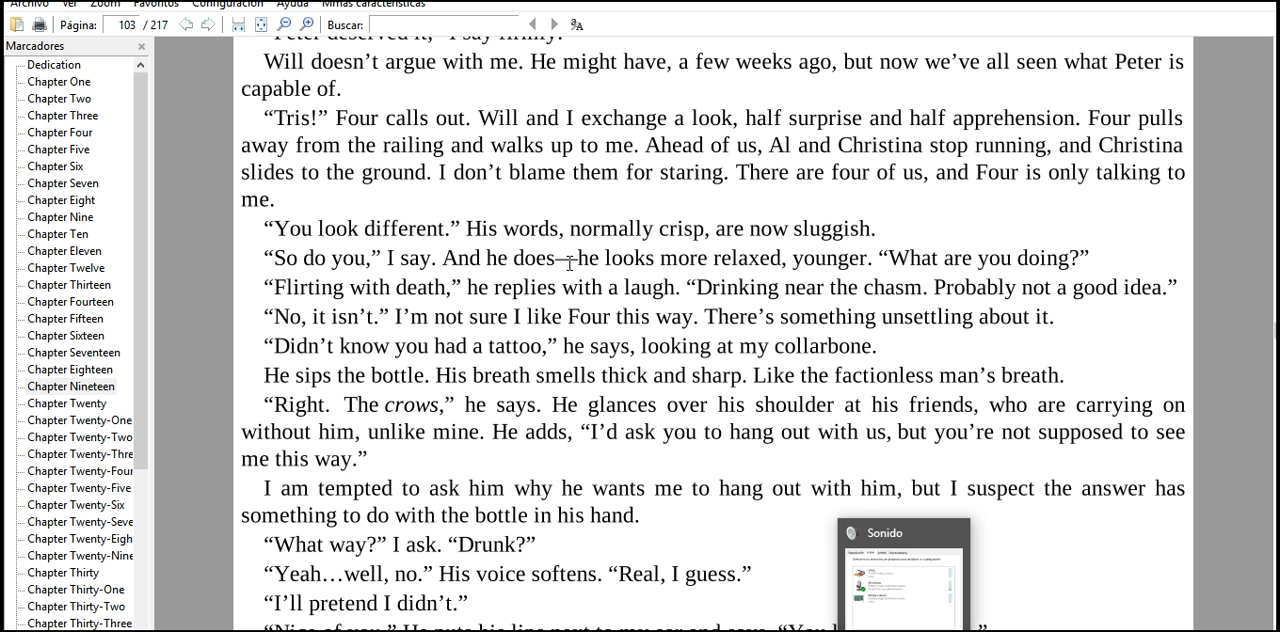 Archivo Ver Zoom Favoritos Configuración Ayuda Mmas características
Página: 103 / 217 Buscar:
Marcadores
Dedication
Chapter One
Chapter Two
Chapter Three
Chapter Four
Chapter Five
Chapter Six
Chapter Seven
Chapter Eight
Chapter Nine
Chapter Ten
Chapter Eleven
Chapter Twelve
Chapter Thirteen
Chapter Fourteen
Chapter Fifteen
Chapter Sixteen
Chapter Seventeen
Chapter Eighteen
Chapter Nineteen
Chapter Twenty
Chapter Twenty-One
Chapter Twenty-Two
Chapter Twenty-Thre
Chapter Twenty-Four
Chapter Twenty-Five
Chapter Twenty-Six
Chapter Twenty-Seve
Chapter Twenty-Eigh
Chapter Twenty-Nine
Chapter Thirty
Chapter Thirty-One
Chapter Thirty-Two
Chapter Thirty-Three
“Peter deserved it,” I say firmly.
Will doesn’t argue with me. He might have, a few weeks ago, but now we’ve all seen what Peter is
capable of.
“Tris!” Four calls out. Will and I exchange a look, half surprise and half apprehension. Four pulls
away from the railing and walks up to me. Ahead of us, Al and Christina stop running, and Christina
slides to the ground. I don’t blame them for staring. There are four of us, and Four is only talking to
me.
“You look different.” His words, normally crisp, are now sluggish.
“So do you,” I say. And he does—he looks more relaxed, younger. “What are you doing?”
“Flirting with death,” he replies with a laugh. “Drinking near the chasm. Probably not a good idea.”
“No, it isn’t.” I’m not sure I like Four this way. There’s something unsettling about it.
“Didn’t know you had a tattoo,” he says, looking at my collarbone.
He sips the bottle. His breath smells thick and sharp. Like the factionless man’s breath.
“Right. The crows,” he says. He glances over his shoulder at his friends, who are carrying on
without him, unlike mine. He adds, “I’d ask you to hang out with us, but you’re not supposed to see
me this way.”
I am tempted to ask him why he wants me to hang out with him, but I suspect the answer has
something to do with the bottle in his hand.
“What way?” I ask. “Drunk?”
“Yeah…well, no.” His voice softens. “Real, I guess.”
“I’ll pretend I didn’t.”
Sonido